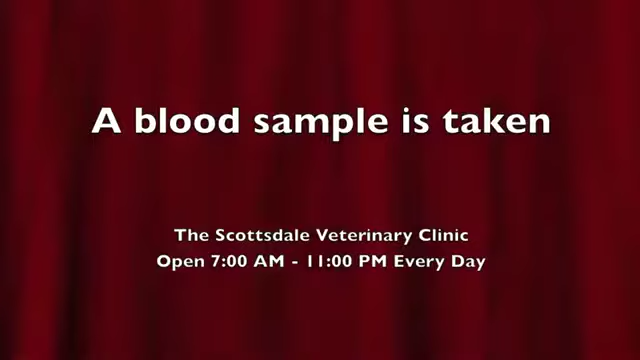 A blood sample is taken
The Scottsdale Veterinary Clinic
Open 7:00 AM - 11:00 PM Every Day